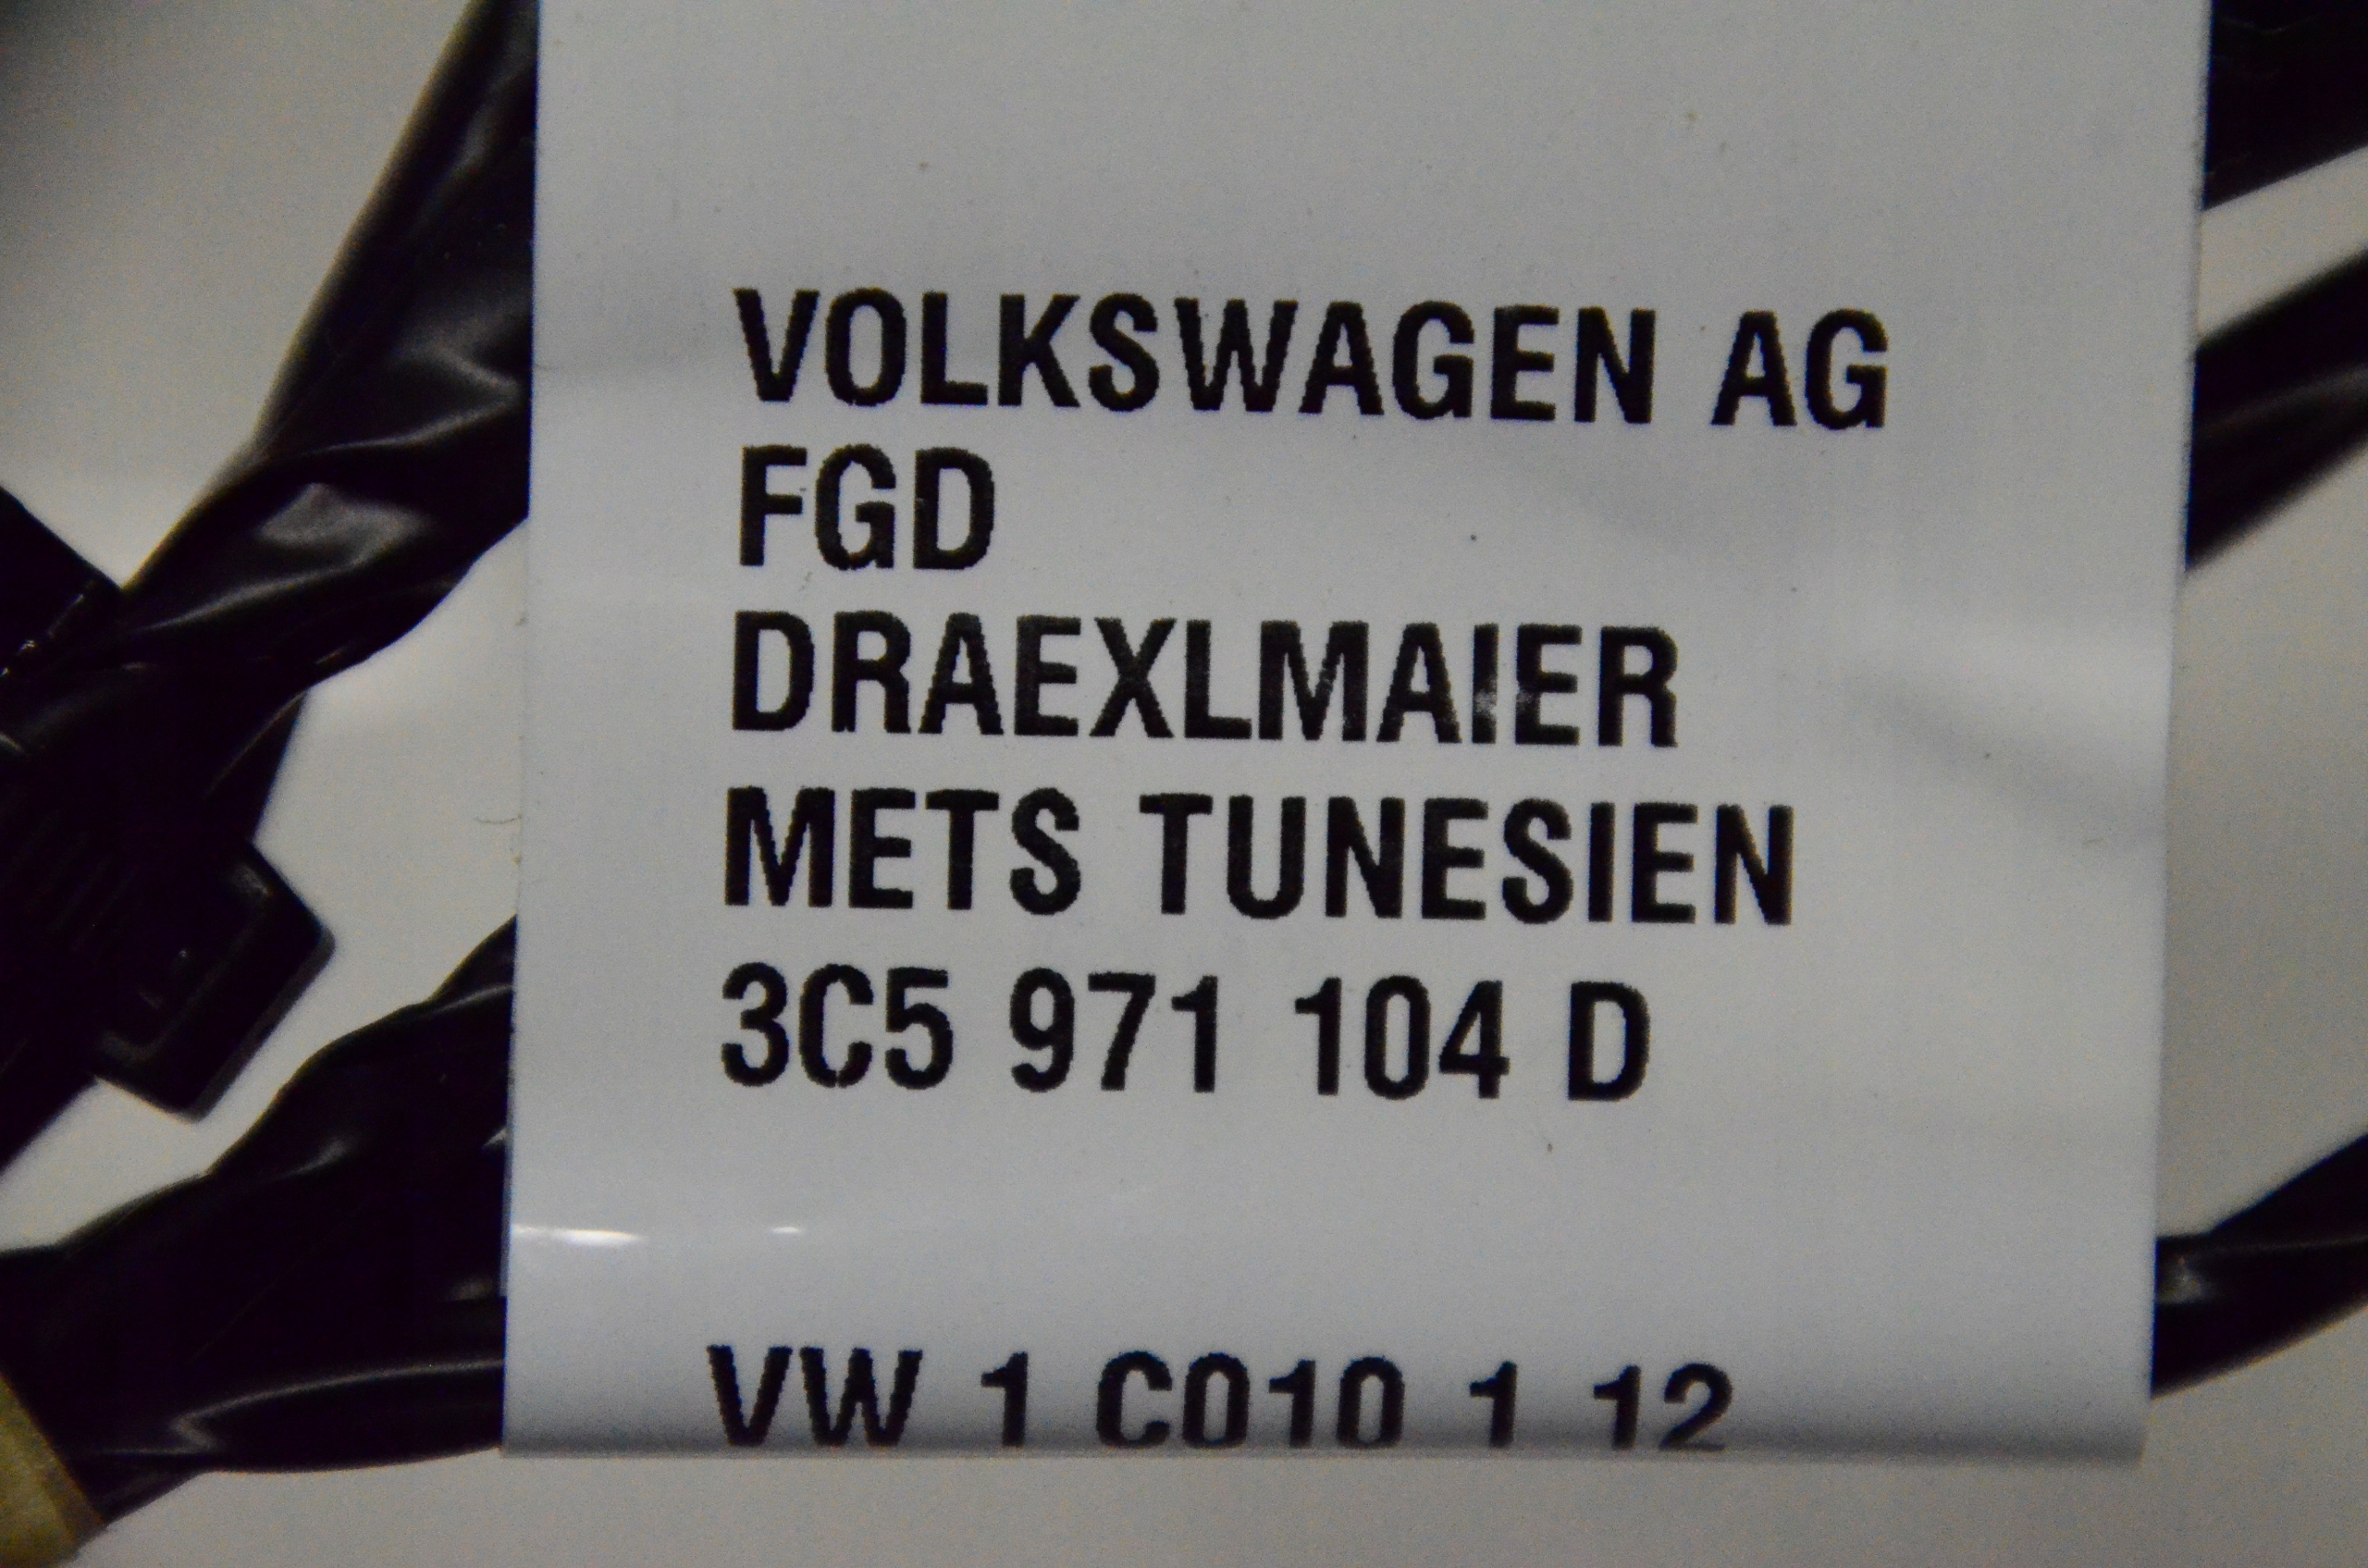 VOLKSWAGEN AG
FGD
DRAEXLMAIER
METS TUNESIEN
3C5 971 104 D
VW 1 C010 1 12